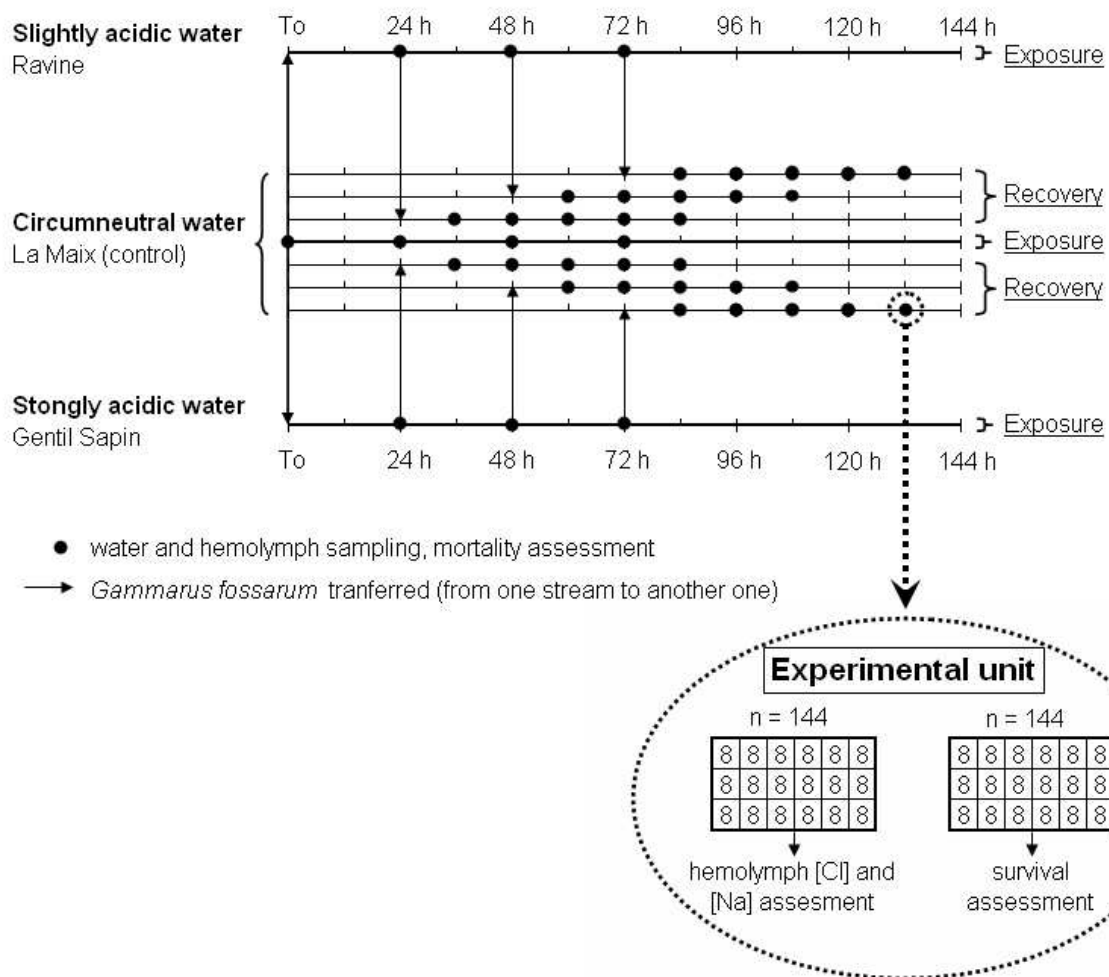 To 24 h 48 h 72 h 96 h 120 h 144 h
Slightly acidic water
Ravine
Exposure
Recovery
Circumneutral water
La Maix (control)
Exposure
Recovery
Stongly acidic water
Gentil Sapin
Exposure
To 24 h 48 h 72 h 96 h 120 h 144 h
water and hemolymph sampling, mortality assessment
Gammarus fossarum tranferred (from one stream to another one)
Experimental unit
n = 144 n = 144
8 8 8 8 8 8 8 8 8 8 8 8
8 8 8 8 8 8 8 8 8 8 8 8
8 8 8 8 8 8 8 8 8 8 8 8
hemolymph [Cl] and
[Na] assesment
survival
assessment